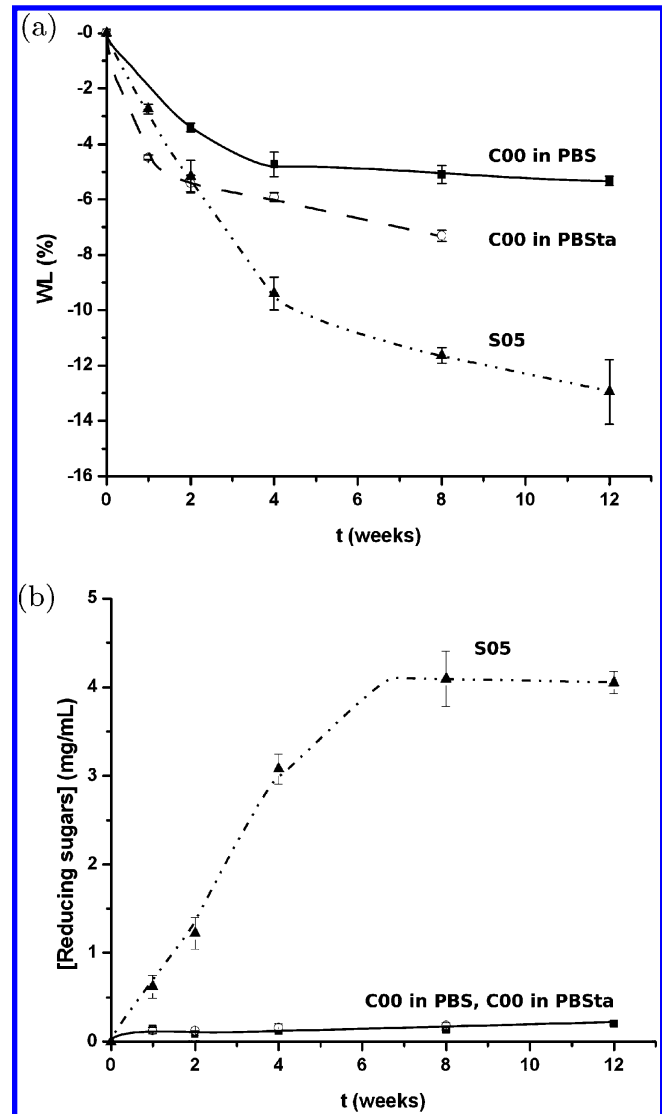 (a)
-0
-2
-4
-6
-8
-10
-12
-14
-16
WL (%)
C00 in PBS
C00 in PBSta
S05
0 2 4 6 8 10 12
t (weeks)
(b)
5
4
3
2
1
0
[Reducing sugars] (mg/mL)
S05
C00 in PBS, C00 in PBSta
0 2 4 6 8 10 12
t (weeks)